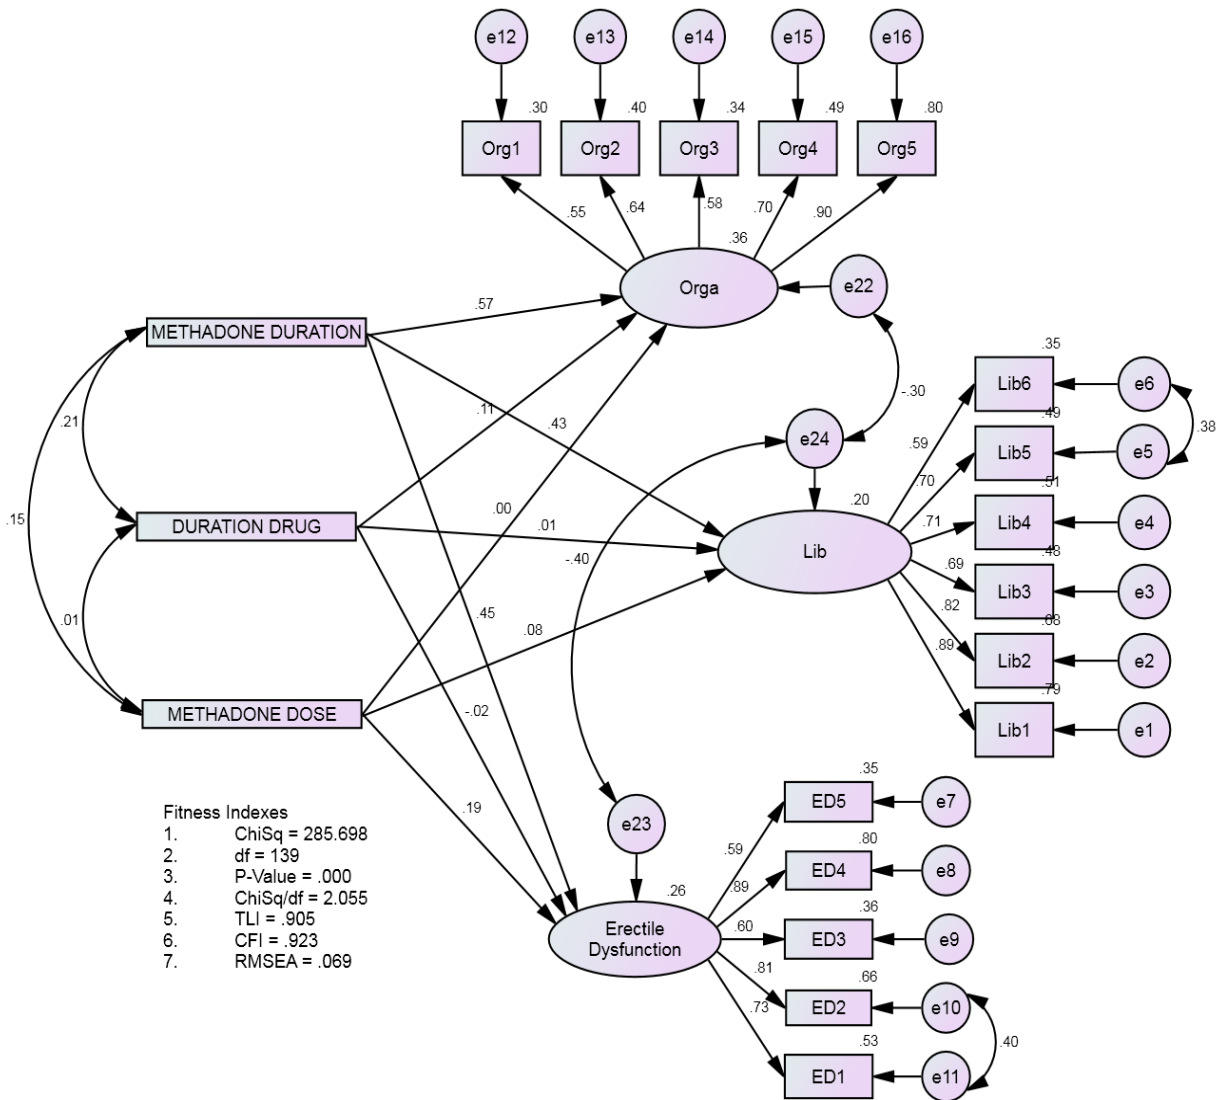 e12 e13 e14 e15 e16
.30 .40 .34 .49 .80
Org1 Org2 Org3 Org4 Org5
.55 .64 .58 .70 .90
.36
Orga
e22
METHADONE DURATION
.57
.21
.15
.11
.43
-.30
e24
.35
Lib6
e6
.49
.38
.59
Lib5
e5
.70
.51
.20
.71
Lib4
e4
.48
DURATION DRUG
.00
.01
-.40
Lib
.69
Lib3
e3
.68
.82
Lib2
e2
.79
.89
Lib1
e1
.01
.45
.08
METHADONE DOSE
-.02
.19
e23
.35
ED5
e7
.59
.80
ED4
e8
.89
.26
.36
Erectile
Dysfunction
.60
ED3
e9
.81
.66
ED2
e10
.73
.40
.53
ED1
e11
Fitness Indexes
1. ChiSq = 285.698
2. df = 139
3. P-Value = .000
4. ChiSq/df = 2.055
5. TLI = .905
6. CFI = .923
7. RMSEA = .069